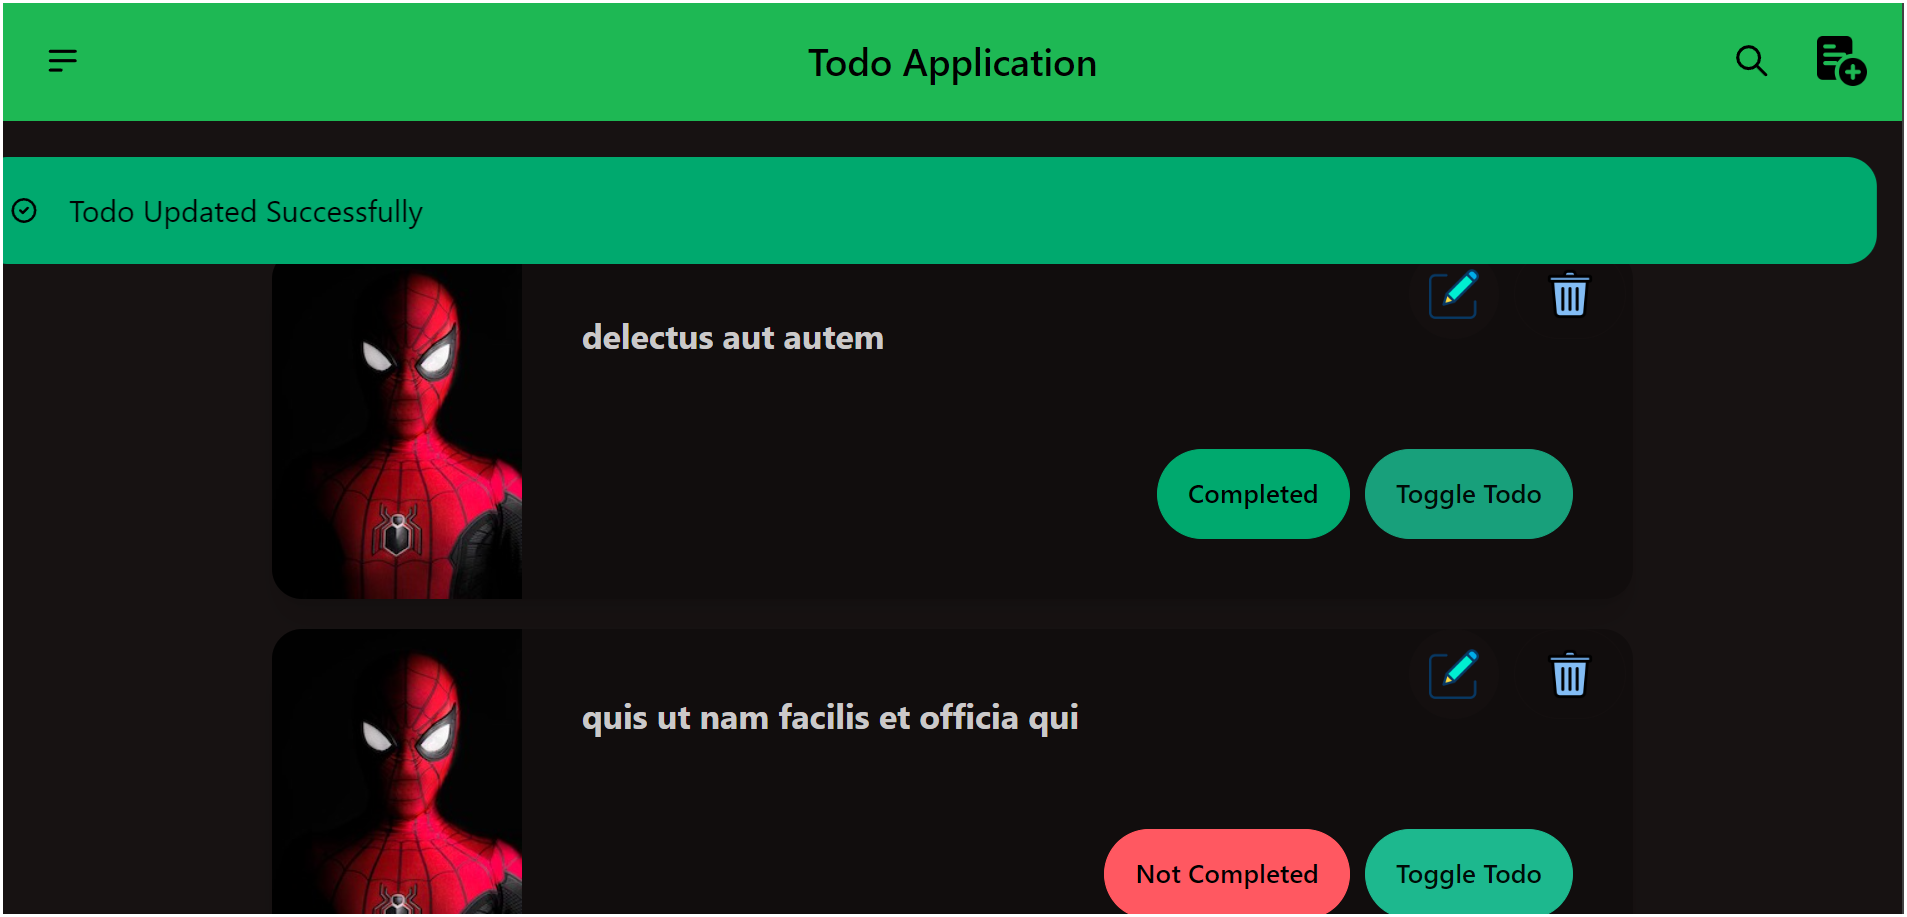 Todo Application
Todo Updated Successfully
delectus aut autem
Completed
Toggle Todo
quis ut nam facilis et officia qui
Not Completed
Toggle Todo